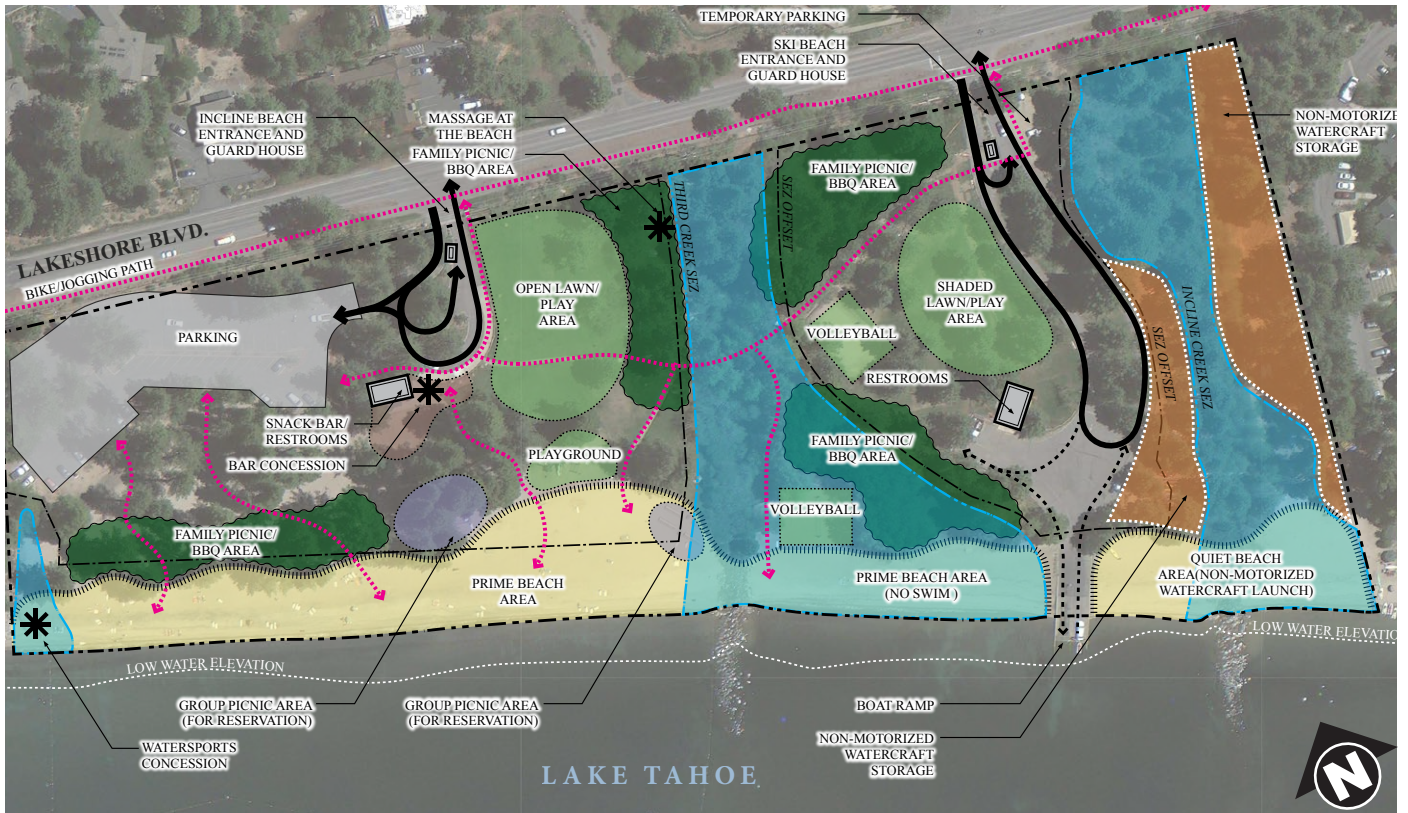 TEMPORARY PARKING
SKI BEACH
ENTRANCE AND
GUARD HOUSE
INCLINE BEACH
ENTRANCE AND
GUARD HOUSE
MASSAGE AT
THE BEACH
FAMILY PICNIC/
BBQ AREA
NON-MOTORIZE
WATERCRAFT
STORAGE
FAMILY PICNIC/
BBQ AREA
THIRD CREEK SEZ
SEZ OFFSET
LAKESHORE BLVD.
BIKE/JOGGING PATH
OPEN LAWN/
PLAY
AREA
SHADED
LAWN/PLAY
AREA
PARKING
VOLLEYBALL
INCLINE CREEK SEZ
SEZ OFFSET
RESTROOMS
SNACK BAR/
RESTROOMS
BAR CONCESSION
PLAYGROUND
FAMILY PICNIC/
BBQ AREA
VOLLEYBALL
FAMILY PICNIC/
BBQ AREA
PRIME BEACH
AREA
PRIME BEACH AREA
(NO SWIM )
QUIET BEACH
AREA(NON-MOTORIZED
WATERCRAFT LAUNCH)
LOW WATER ELEVATION
LOW WATER ELEVATIO
GROUP PICNIC AREA
(FOR RESERVATION)
GROUP PICNIC AREA
(FOR RESERVATION)
BOAT RAMP
WATERSPORTS
CONCESSION
NON-MOTORIZED
WATERCRAFT
STORAGE
LAKE TAHOE
N